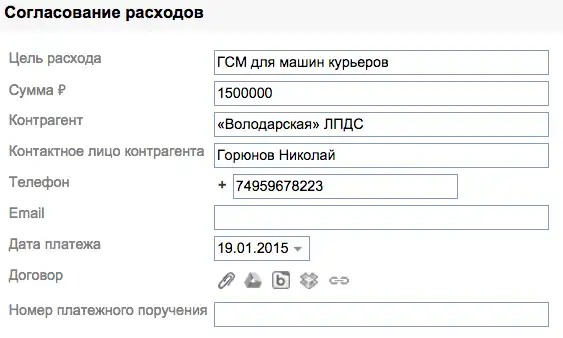 Согласование расходов
Цель расхода ГСМ для машин курьеров
Сумма ₽ 1500000
Контрагент «Володарская» ЛПДС
Контактное лицо контрагента Горюнов Николай
Телефон + 74959678223
Email
Дата платежа 19.01.2015
Договор
Номер платежного поручения